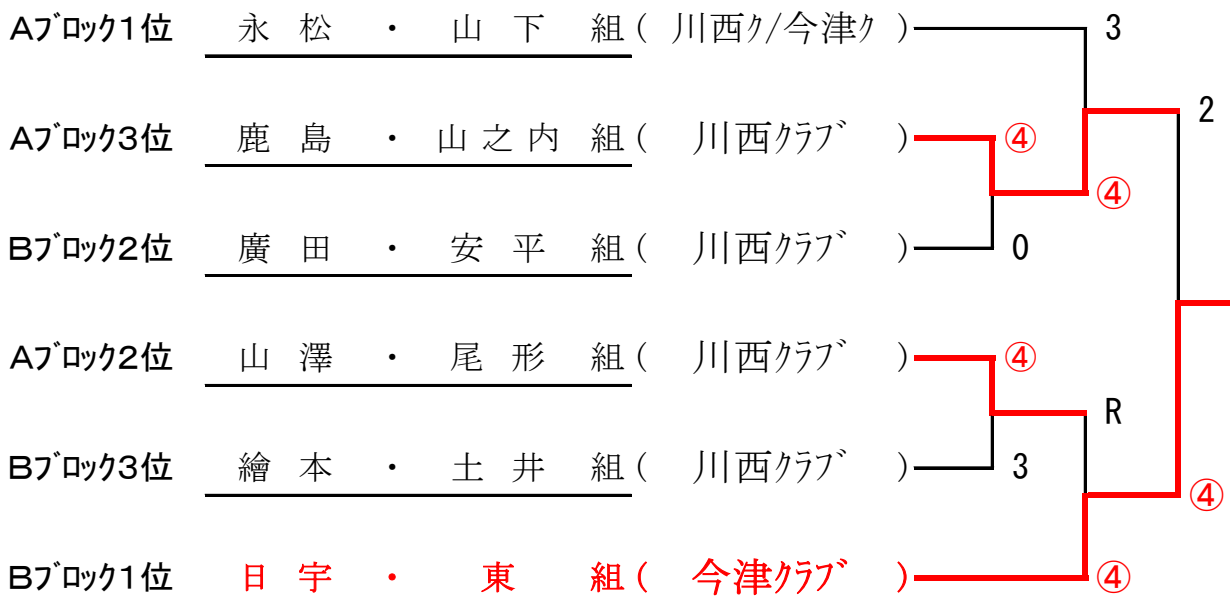 Aﾌﾞﾛｯｸ1位 永松・山下組( 川西ｸ/今津ｸ ) 3
2
Aﾌﾞﾛｯｸ3位 鹿島・山之内組( 川西ｸﾗﾌﾞ ) ④
④
Bﾌﾞﾛｯｸ2位 廣田・安平組( 川西ｸﾗﾌﾞ ) 0
Aﾌﾞﾛｯｸ2位 山澤・尾形組( 川西ｸﾗﾌﾞ ) ④
R
Bﾌﾞﾛｯｸ3位 繪本・土井組( 川西ｸﾗﾌﾞ ) 3
④
Bﾌﾞﾛｯｸ1位 日宇・東組( 今津ｸﾗﾌﾞ ) ④